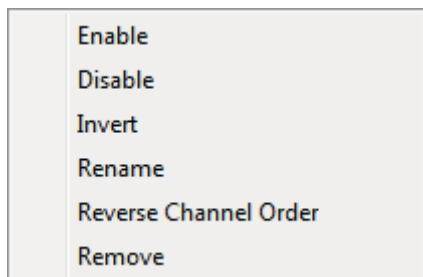 Enable
Disable
Invert
Rename
Reverse Channel Order
Remove